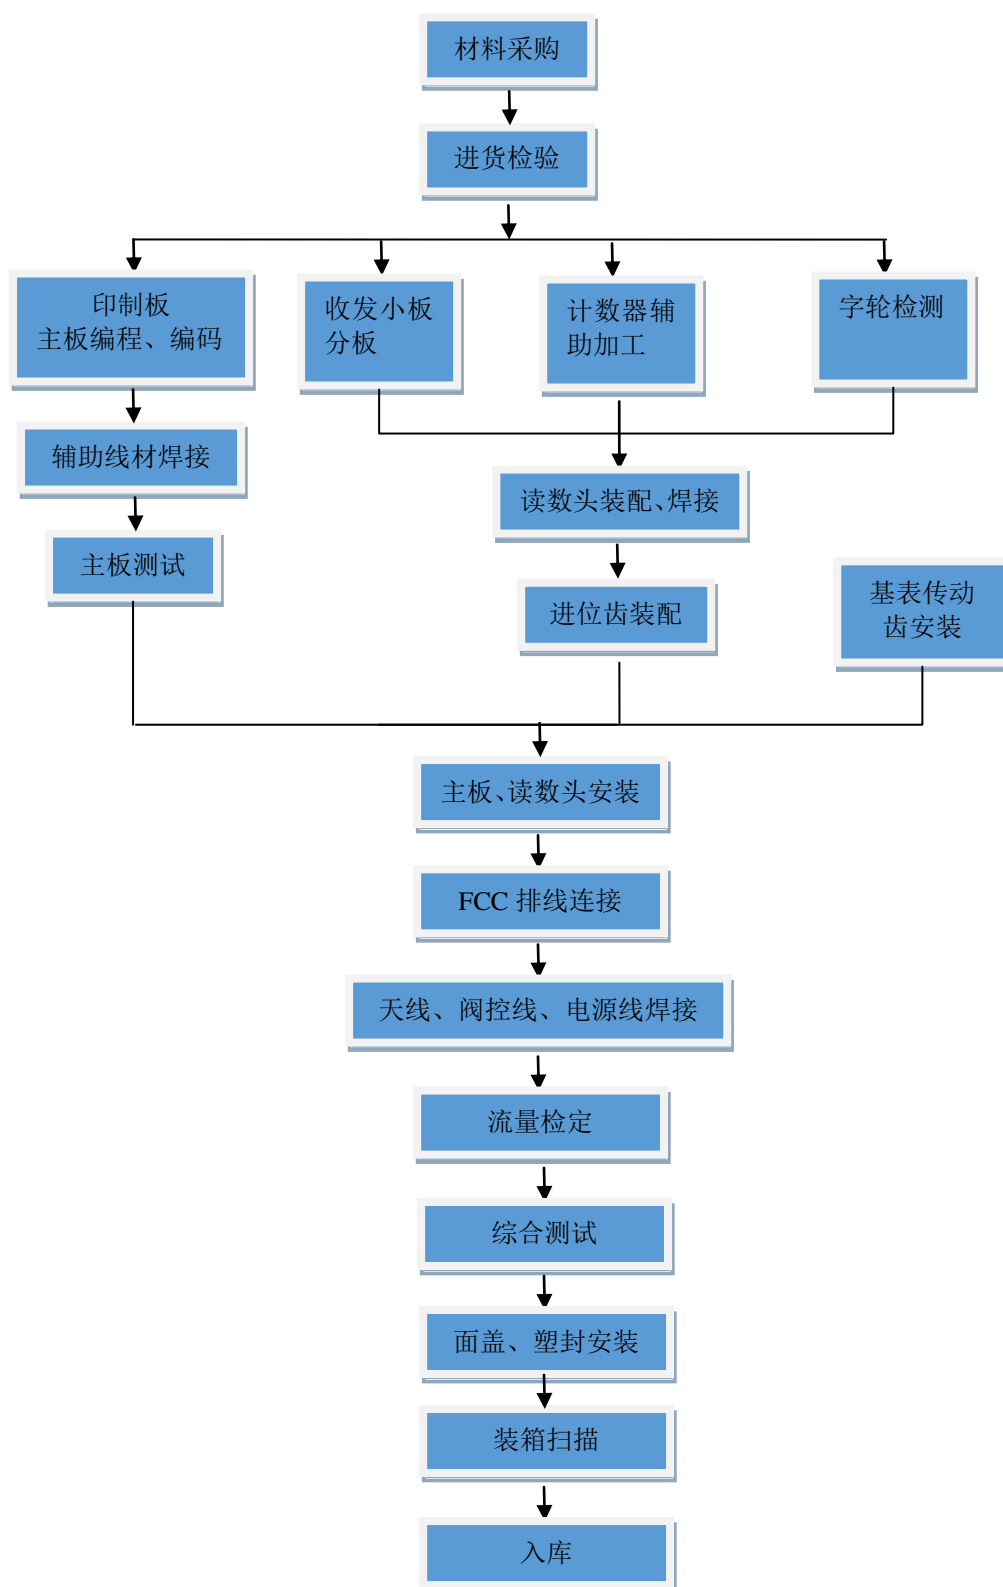 材料采购
进货检验
印制板
主板编程、编码
收发小板
分板
计数器辅
助加工
字轮检测
辅助线材焊接
读数头装配、焊接
主板测试
进位齿装配
基表传动
齿安装
主板、读数头安装
FCC 排线连接
天线、阀控线、电源线焊接
流量检定
综合测试
面盖、塑封安装
装箱扫描
入库